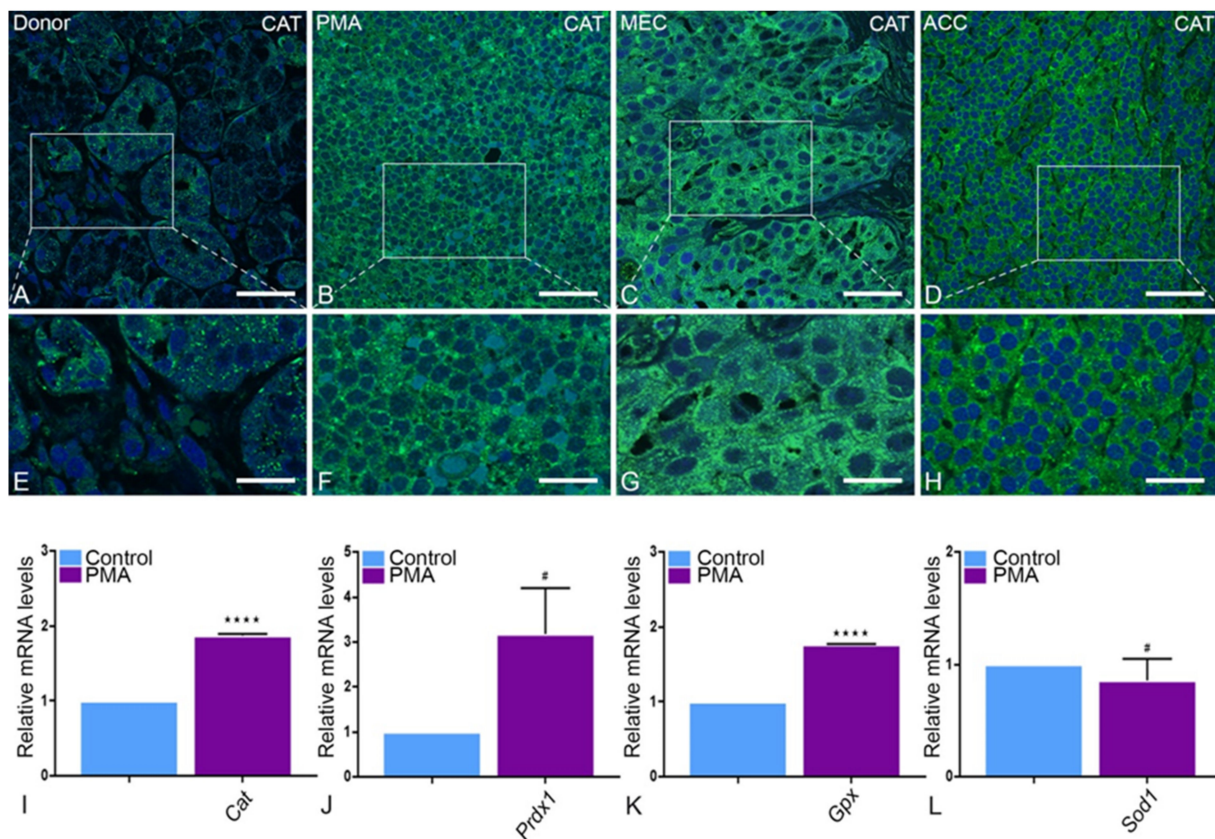 Donor CAT
PMA CAT
MEC CAT
ACC CAT
A
B
C
D
E
F
G
H
Relative mRNA levels
3
2
1
0
Control
PMA
★★★★
Cat
I
Relative mRNA levels
5
4
3
2
1
0
Control
PMA
#
Prdx1
J
Relative mRNA levels
3
2
1
0
Control
PMA
★★★★
Gpx
K
Relative mRNA levels
2
1
0
Control
PMA
#
Sod1
L